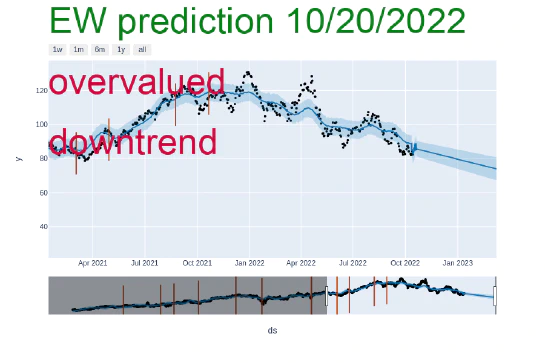 EW prediction 10/20/2022
1w 1m 6m 1y all
overvalued
120
100
downtrend
80
y
60
40
Apr 2021 Jul 2021 Oct 2021 Jan 2022 Apr 2022 Jul 2022 Oct 2022 Jan 2023
ds